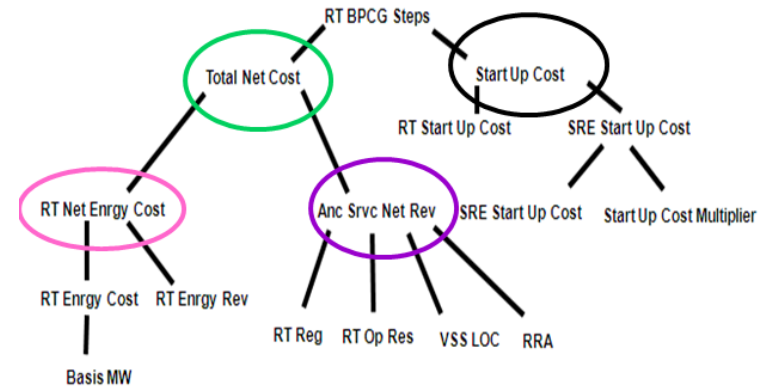 RT BPCG Steps
Total Net Cost
Start Up Cost
RT Start Up Cost
SRE Start Up Cost
RT Net Enrgy Cost
Anc Srvc Net Rev
SRE Start Up Cost
Start Up Cost Multiplier
RT Enrgy Cost
RT Enrgy Rev
RT Reg
RT Op Res
VSS LOC
RRA
Basis MW